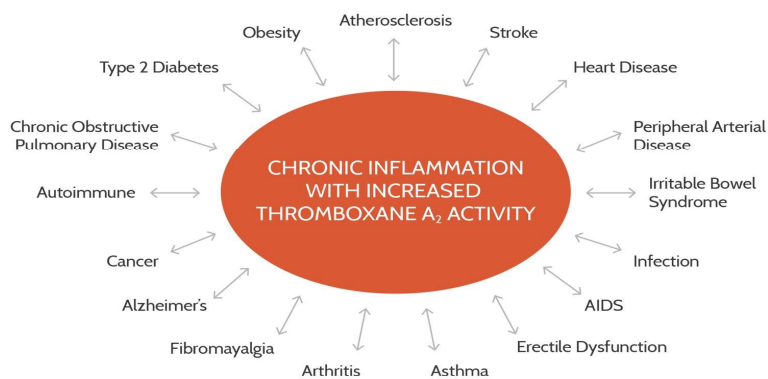 Atherosclerosis
Obesity
Stroke
Type 2 Diabetes
Heart Disease
Chronic Obstructive
Pulmonary Disease
Peripheral Arterial
Disease
CHRONIC INFLAMMATION
WITH INCREASED
THROMBOXANE A₂ ACTIVITY
Autoimmune
Irritable Bowel
Syndrome
Cancer
Infection
Alzheimer's
AIDS
Fibromayalgia
Erectile Dysfunction
Arthritis
Asthma